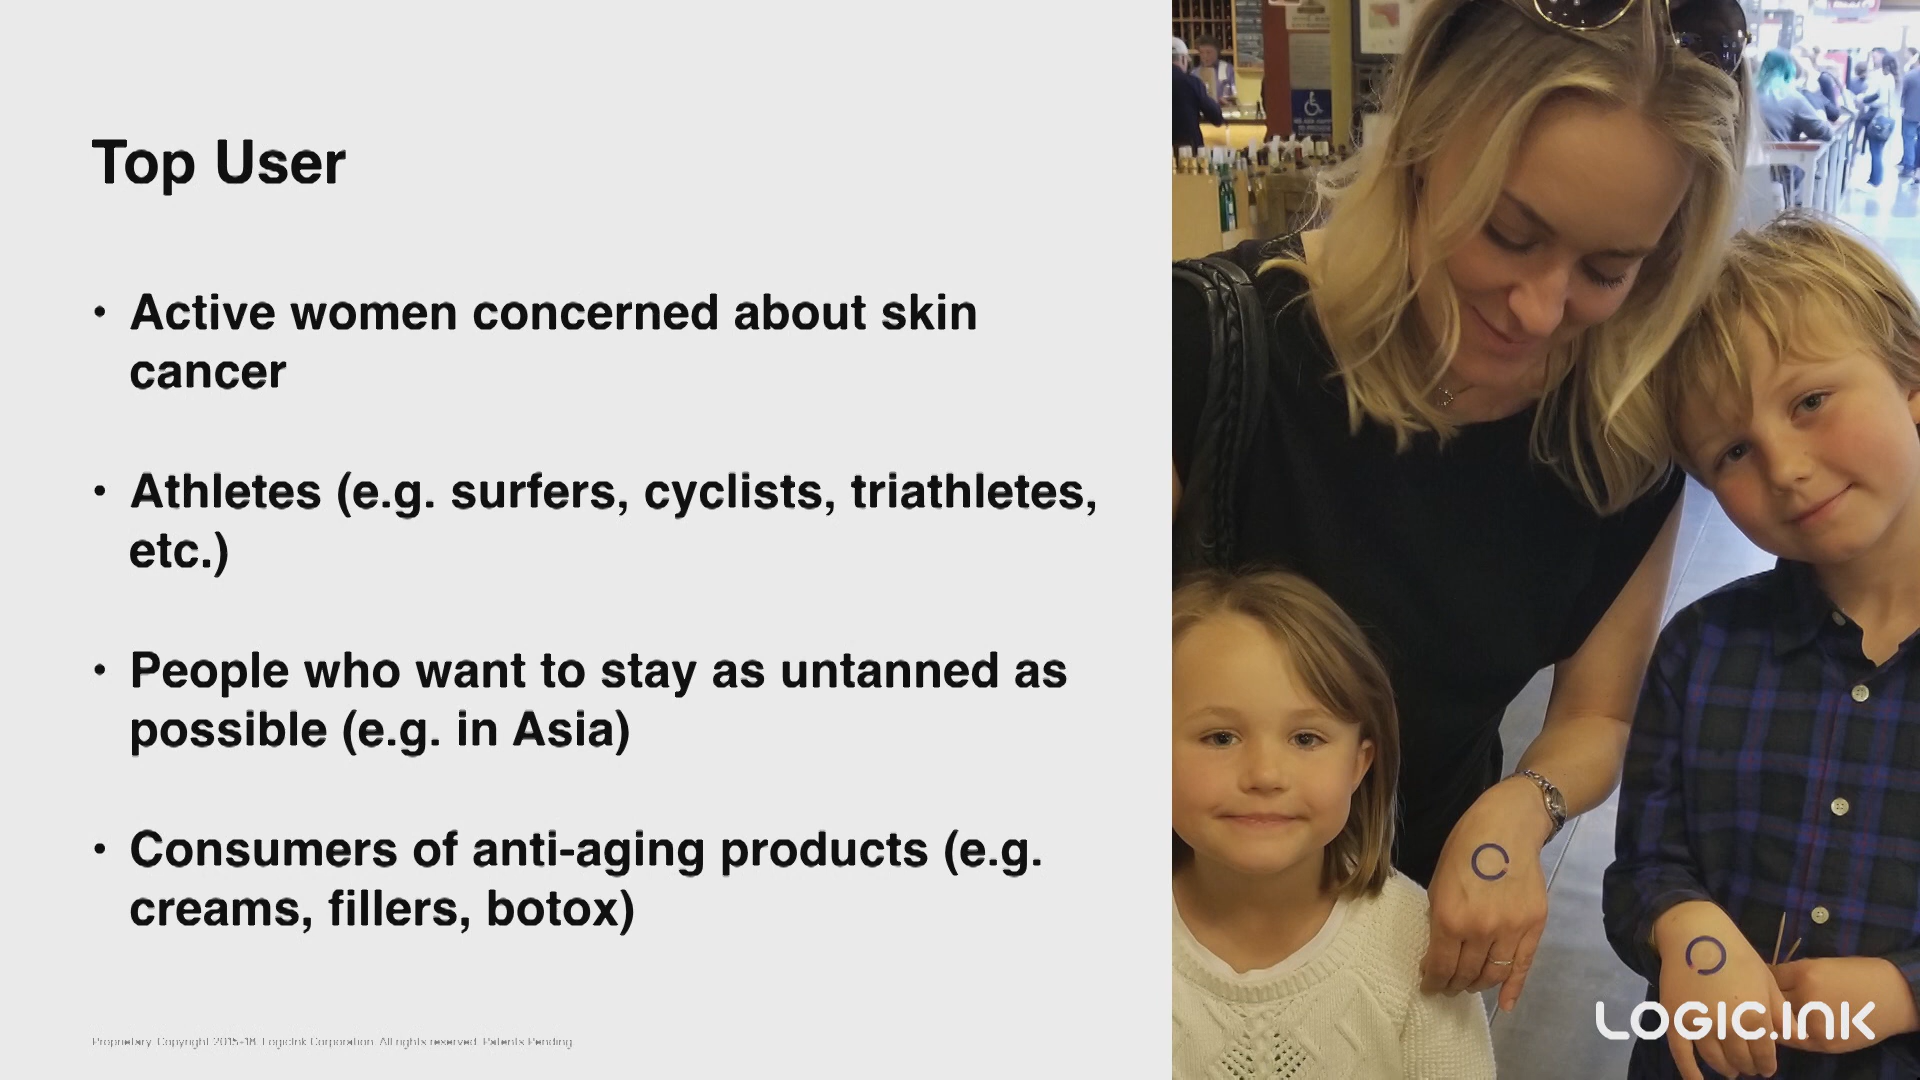 Top User
• Active women concerned about skin
cancer
• Athletes (e.g. surfers, cyclists, triathletes,
etc.)
• People who want to stay as untanned as
possible (e.g. in Asia)
• Consumers of anti-aging products (e.g.
creams, fillers, botox)
Proprietary. Copyright 2015-18. LogicInk Corporation. All rights reserved. Patents Pending.
LOGIC.INK